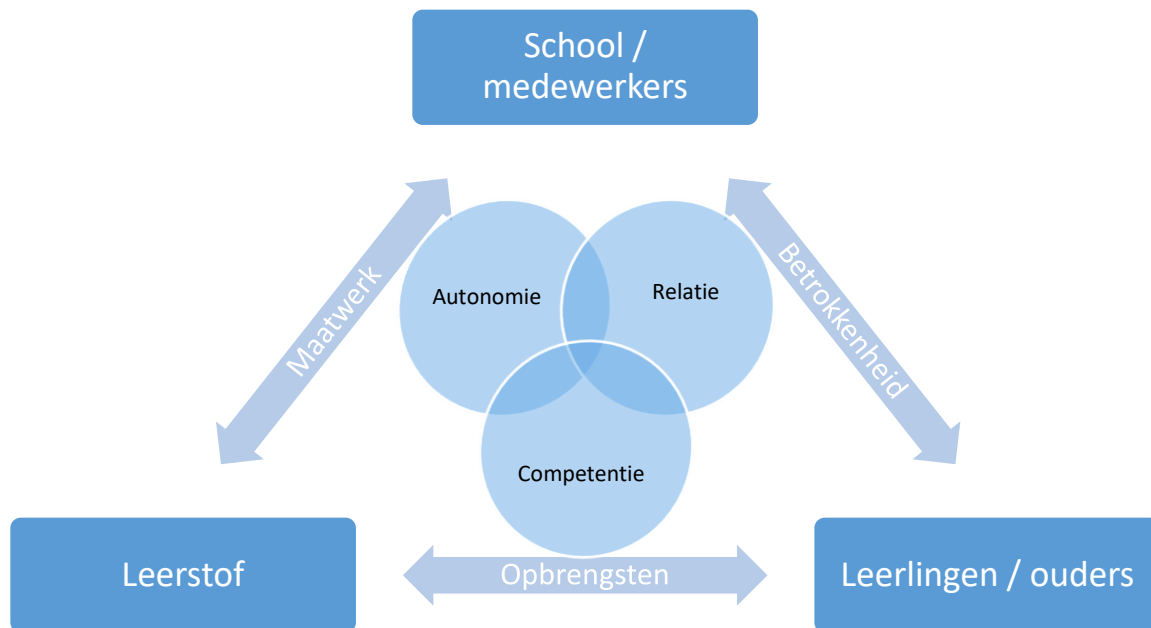 School /
medewerkers
Maatwerk
Autonomie
Relatie
Betrokkenheid
Competentie
Leerstof
Opbrengsten
Leerlingen / ouders